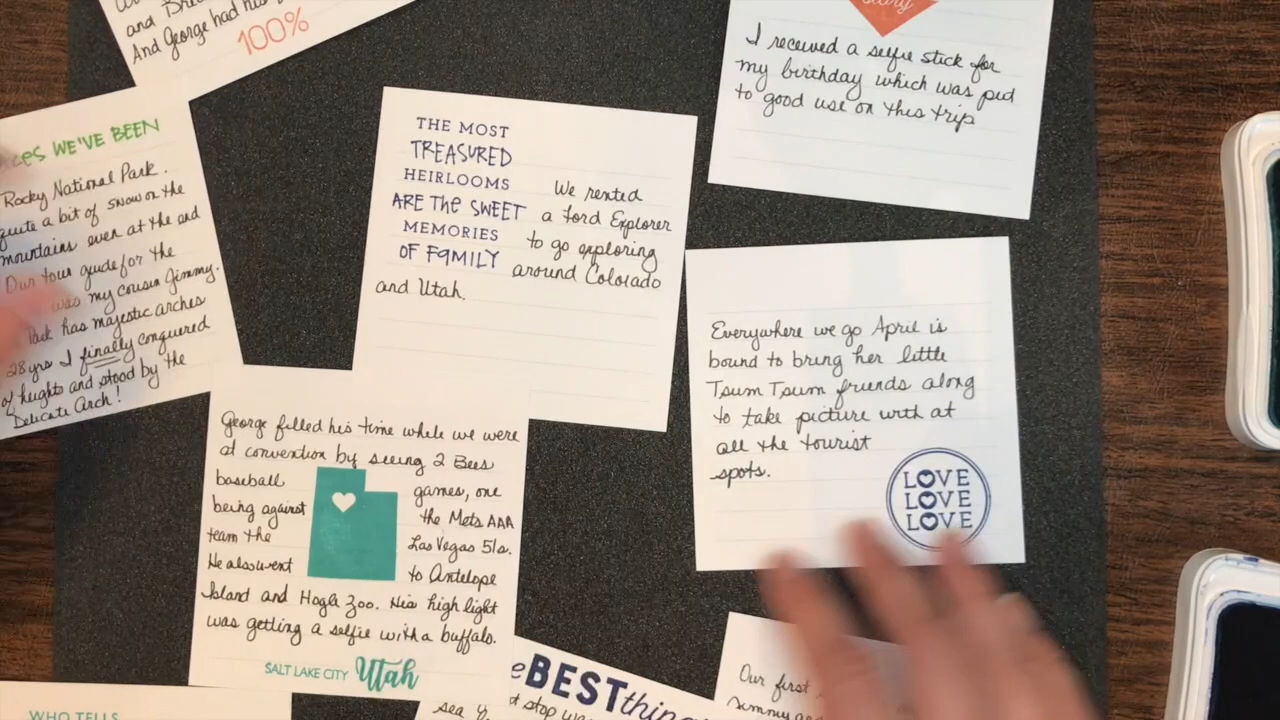 and
And George had his
100%
story
I received a selfie stick for
my birthday which was put
to good use on this trip
WE'VE BEEN
Rocky National Park.
quite a bit of snow on the
mountains even at the end
Our tour guide for the
was my cousin Jimmy.
Park has majestic arches
28 yrs I finally conquered
of heights and stood by the
Delicate Arch!
THE MOST
TREASURED
HEIRLOOMS
ARE THE SWEET
MEMORIES
OF FAMILY
We rented
a Ford Explorer
to go exploring
around Colorado
and Utah.
Everywhere we go April is
bound to bring her little
Tsum Tsum friends along
to take picture with at
all the tourist
spots.
LOVE
LOVE
LOVE
George filled his time while we were
at convention by seeing 2 Bees
baseball games, one
being against the Mets AAA
team the Las Vegas 51s.
He also went to Antelope
Island and Hogle Zoo. His high light
was getting a selfie with a buffalo.
SALT LAKE CITY Utah
BEST thing
stop wa
sea
Our first
Jimmy and
WHO TELLS